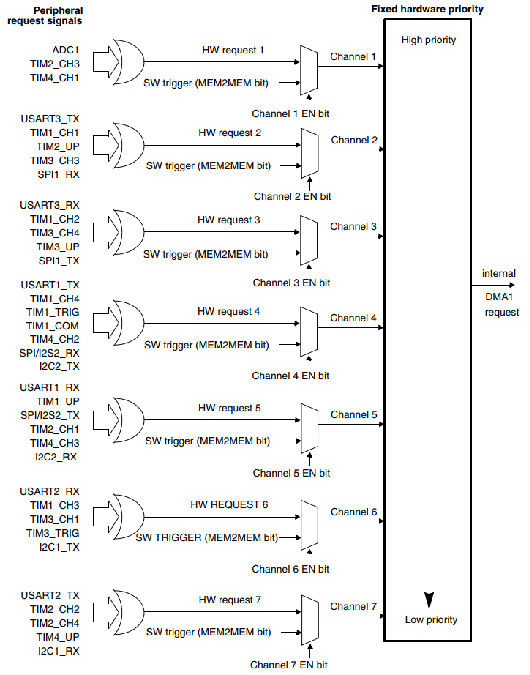 Peripheral
request signals
Fixed hardware priority
High priority
ADC1
TIM2_CH3
TIM4_CH1
HW request 1
SW trigger (MEM2MEM bit)
Channel 1
Channel 1 EN bit
USART3_TX
TIM1_CH1
TIM2_UP
TIM3_CH3
SPI1_RX
HW request 2
SW trigger (MEM2MEM bit)
Channel 2
Channel 2 EN bit
USART3_RX
TIM1_CH2
TIM3_CH4
TIM3_UP
SPI1_TX
HW request 3
SW trigger (MEM2MEM bit)
Channel 3
Channel 3 EN bit
internal
DMA1
request
USART1_TX
TIM1_CH4
TIM1_TRIG
TIM1_COM
TIM4_CH2
SPI/I2S2_RX
I2C2_TX
HW request 4
SW trigger (MEM2MEM bit)
Channel 4
Channel 4 EN bit
USART1_RX
TIM1_UP
SPI/I2S2_TX
TIM2_CH1
TIM4_CH3
I2C2_RX
HW request 5
SW trigger (MEM2MEM bit)
Channel 5
Channel 5 EN bit
USART2_RX
TIM1_CH3
TIM3_CH1
TIM3_TRIG
I2C1_TX
HW REQUEST 6
SW TRIGGER (MEM2MEM bit)
Channel 6
Channel 6 EN bit
USART2_TX
TIM2_CH2
TIM2_CH4
TIM4_UP
I2C1_RX
HW request 7
SW trigger (MEM2MEM bit)
Channel 7
Channel 7 EN bit
Low priority